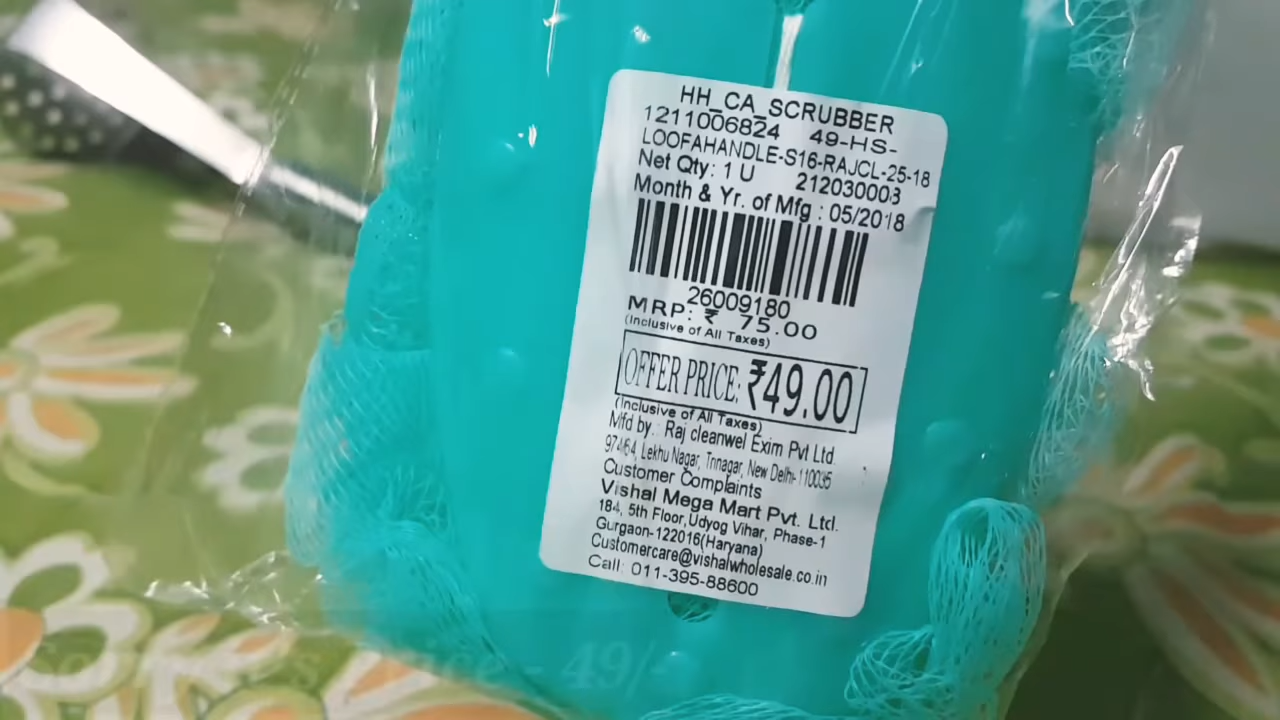 HH_CA_SCRUBBER
1211006824 49-HS-
LOOFAHANDLE-S16-RAJCL-25-18
Net Qty: 1 U 212030003
Month & Yr. of Mfg : 05/2018
26009180
MRP: ₹ 75.00
(Inclusive of All Taxes)
OFFER PRICE: ₹49.00
(Inclusive of All Taxes)
Mfd by : Raj cleanwel Exim Pvt Ltd.
974/64, Lekhu Nagar, Trinagar, New Delhi-110035
Customer Complaints
Vishal Mega Mart Pvt. Ltd.
184, 5th Floor,Udyog Vihar, Phase-1
Gurgaon-122016(Haryana)
Customercare@vishalwholesale.co.in
Call: 011-395-88600
- 49/-